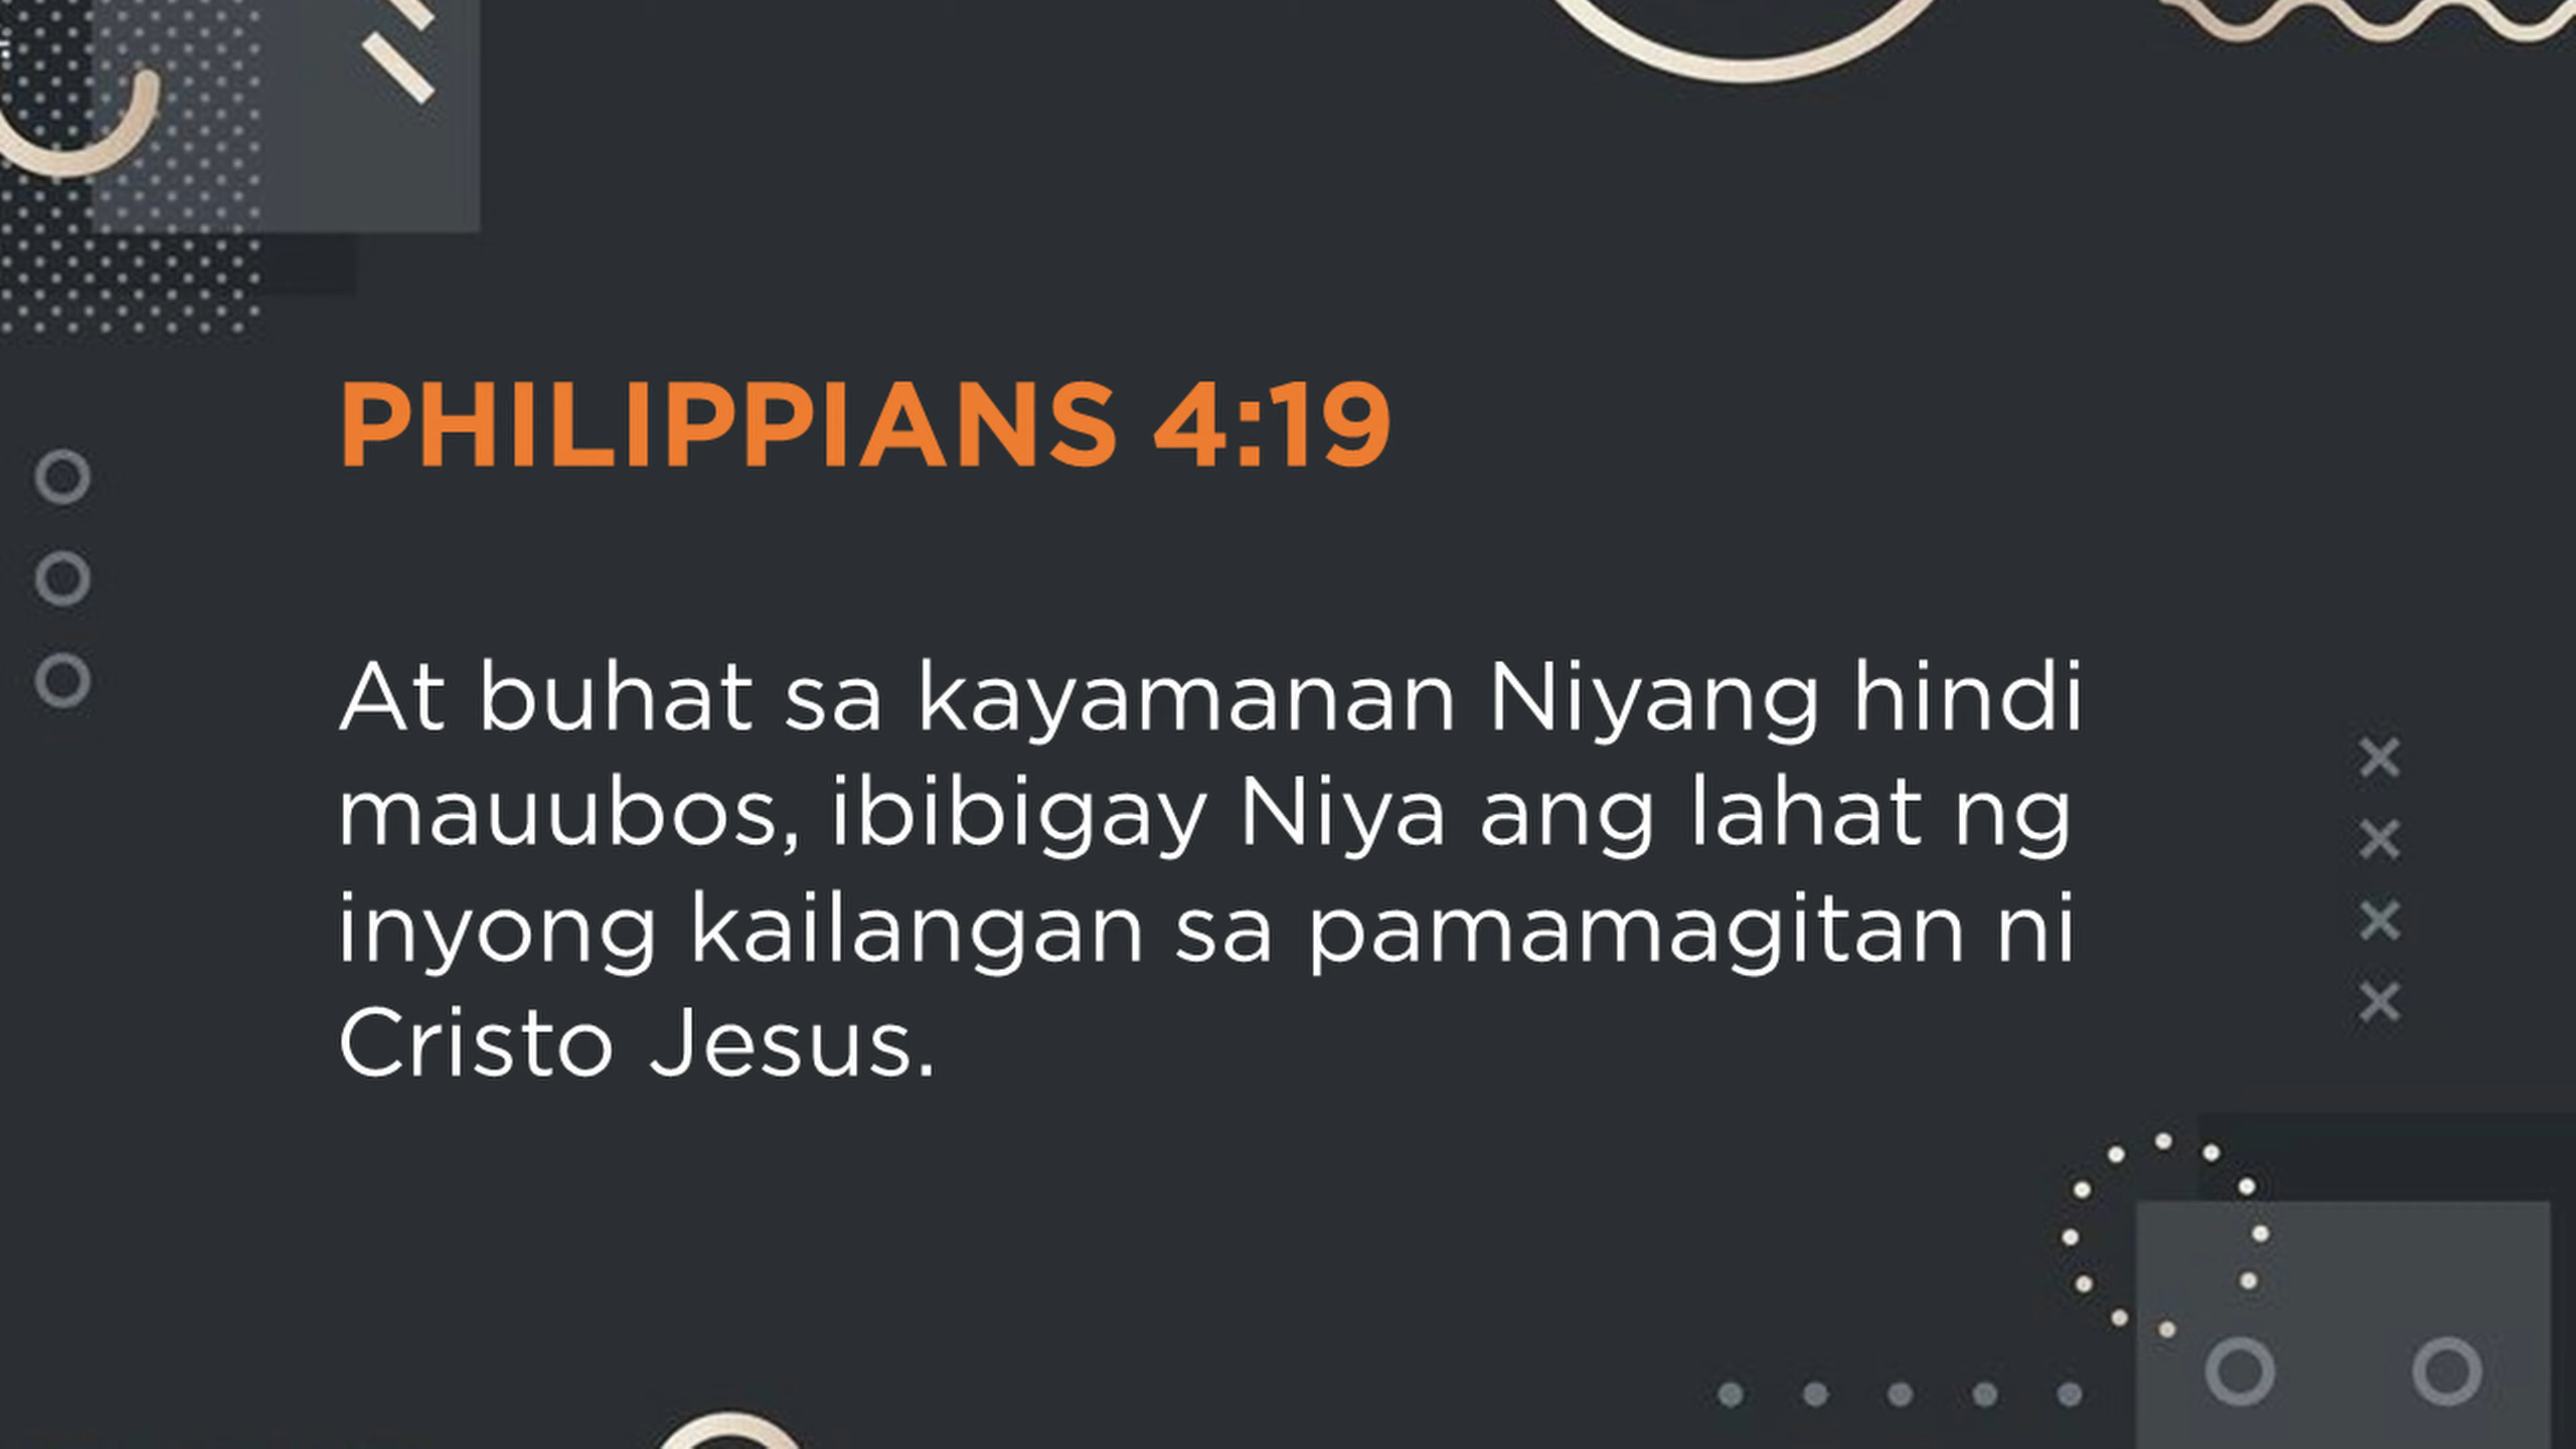 PHILIPPIANS 4:19
At buhat sa kayamanan Niyang hindi
mauubos, ibibigay Niya ang lahat ng
inyong kailangan sa pamamagitan ni
Cristo Jesus.